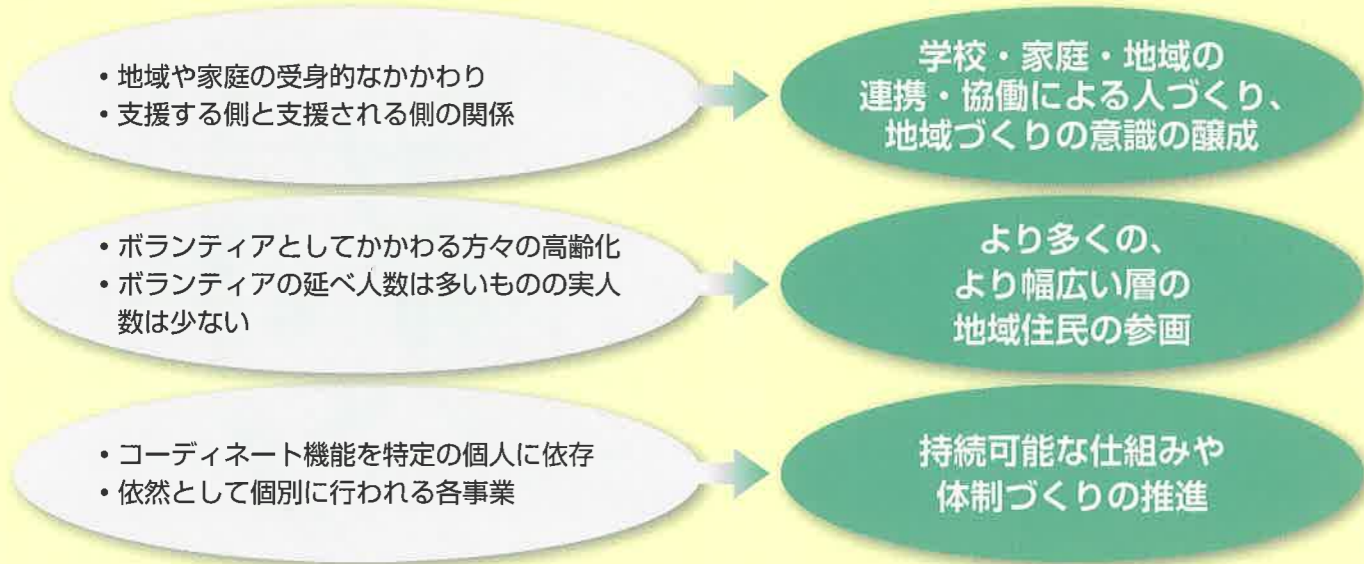 ・地域や家庭の受身的なかかわり
・支援する側と支援される側の関係
学校・家庭・地域の
連携・協働による人づくり、
地域づくりの意識の醸成
・ボランティアとしてかかわる方々の高齢化
・ボランティアの延べ人数は多いものの実人
数は少ない
より多くの、
より幅広い層の
地域住民の参画
・コーディネート機能を特定の個人に依存
・依然として個別に行われる各事業
持続可能な仕組みや
体制づくりの推進